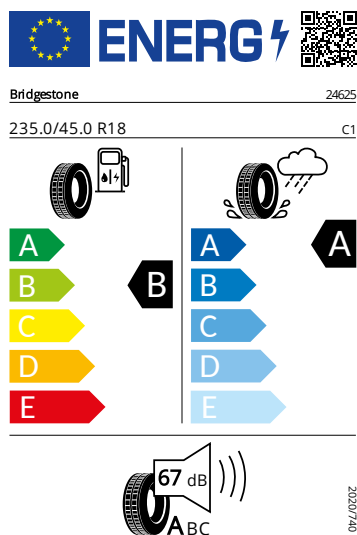 ENERG
Bridgestone 24625
235.0/45.0 R18 C1
A A
A
B B
B
C C
D D
E E
67 dB
ABC
2020/740